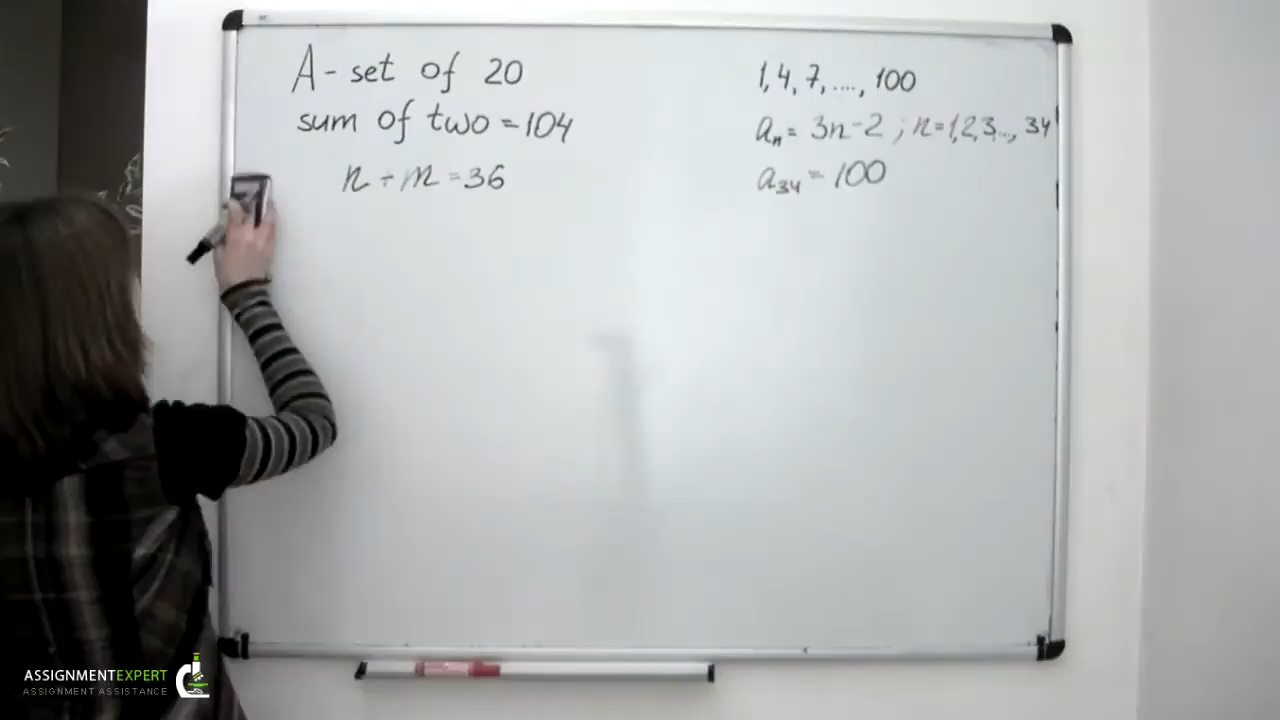 A - set of 20
sum of two = 104
n + m = 36
1, 4, 7, ...., 100
aₙ = 3n - 2 ; n = 1,2,3..., 34
a₃₄ = 100
ASSIGNMENTEXPERT
ASSIGNMENT ASSISTANCE